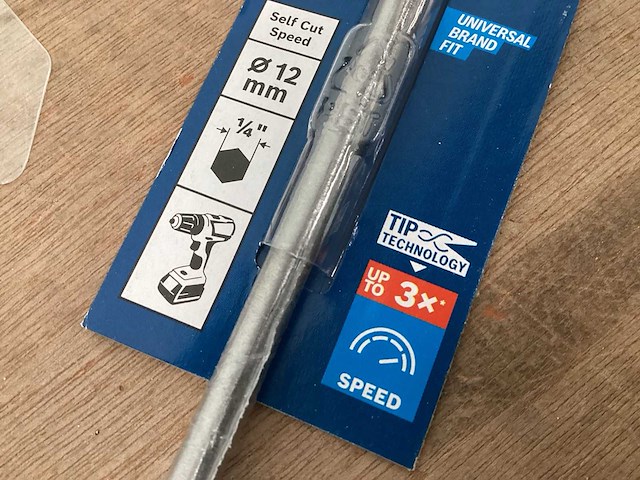 Self Cut
Speed
Ø 12
mm
1/4"
UNIVERSAL
BRAND
FIT
TIP
TECHNOLOGY
UP
TO
3x*
SPEED